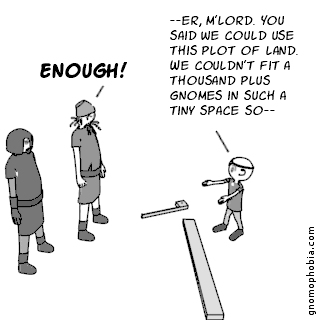 ENOUGH!
--ER, M'LORD. YOU
SAID WE COULD USE
THIS PLOT OF LAND.
WE COULDN'T FIT A
THOUSAND PLUS
GNOMES IN SUCH A
TINY SPACE SO--
gnomophobia.com